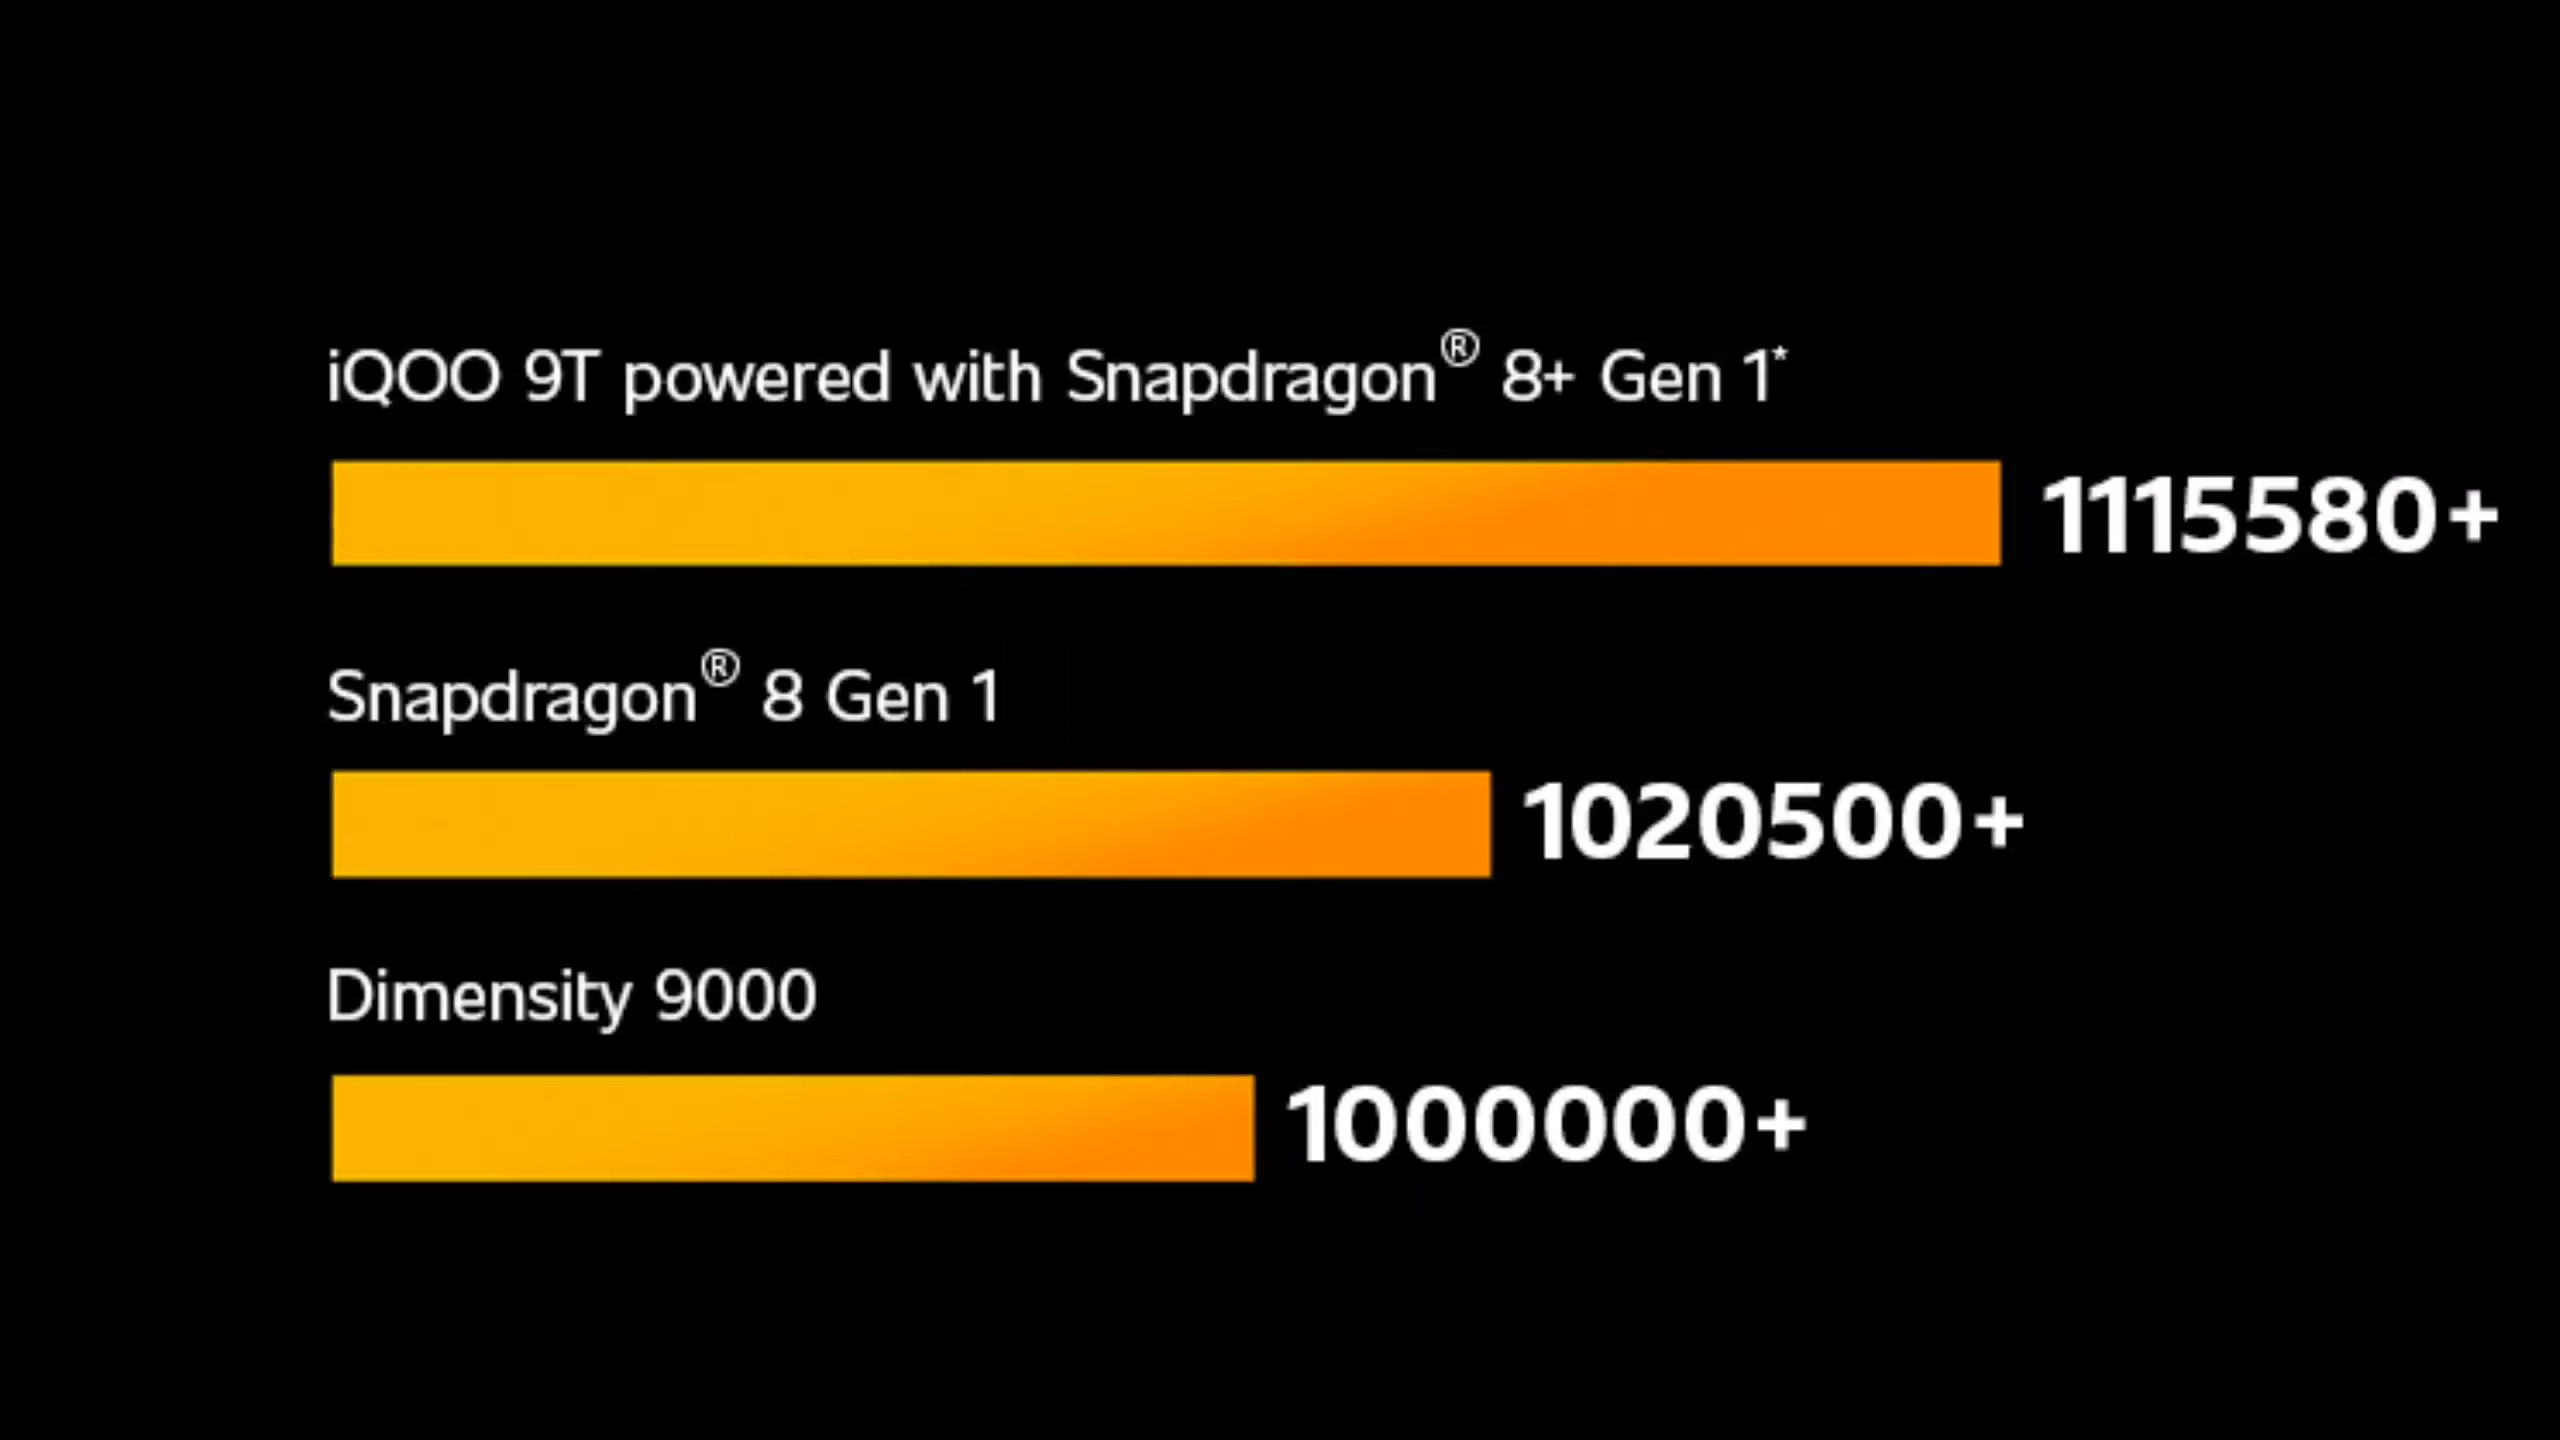 iQOO 9T powered with Snapdragon® 8+ Gen 1*
1115580+
Snapdragon® 8 Gen 1
1020500+
Dimensity 9000
1000000+